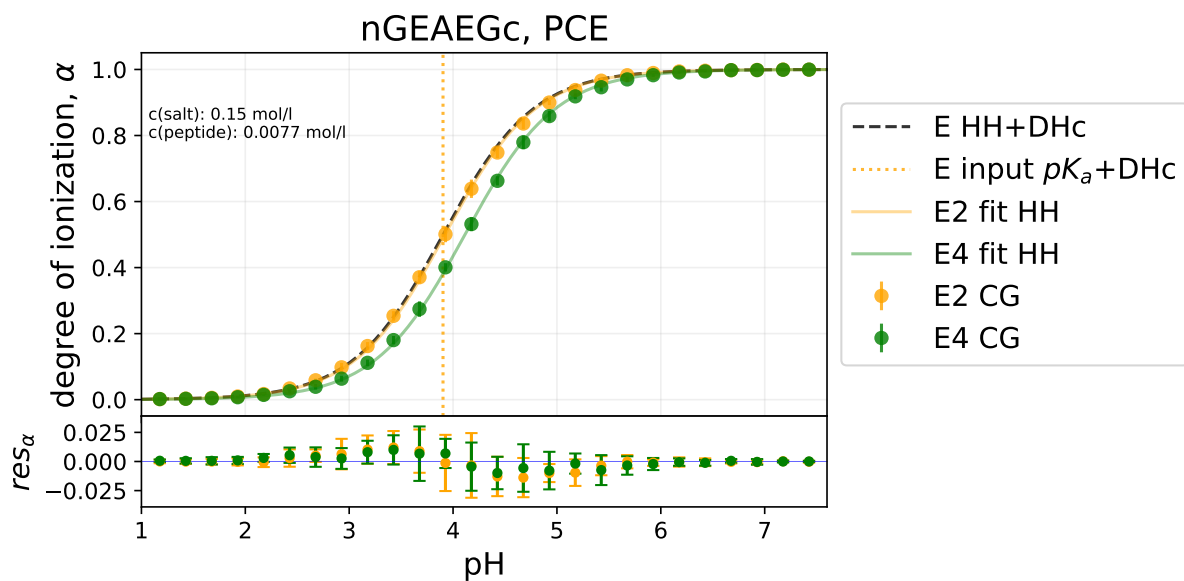 nGEAEGc, PCE
degree of ionization, α
1.0
0.8
0.6
0.4
0.2
0.0
c(salt): 0.15 mol/l
c(peptide): 0.0077 mol/l
E HH+DHc
E input pKₐ+DHc
E2 fit HH
E4 fit HH
E2 CG
E4 CG
res_α
0.025
0.000
−0.025
1 2 3 4 5 6 7
pH